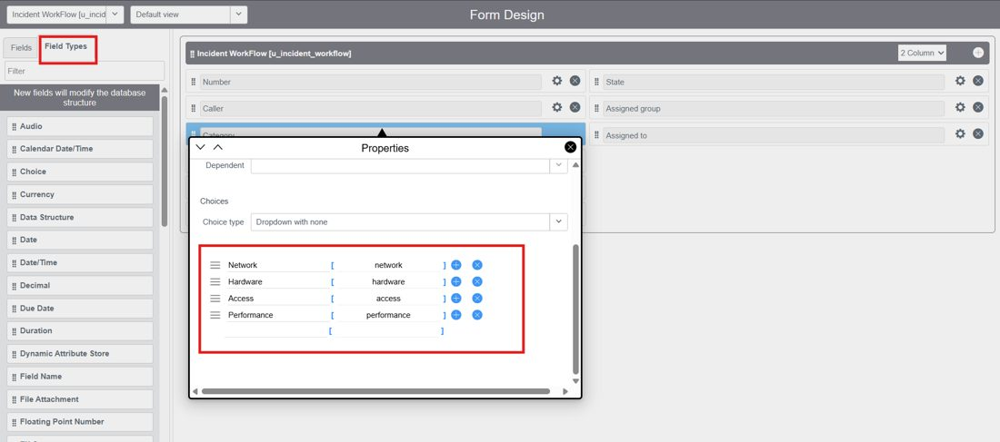 Incident WorkFlow [u_incid
Default view
Form Design
Fields
Field Types
Filter
New fields will modify the database
structure
Audio
Calendar Date/Time
Choice
Currency
Data Structure
Date
Date/Time
Decimal
Due Date
Duration
Dynamic Attribute Store
Field Name
File Attachment
Floating Point Number
Incident WorkFlow [u_incident_workflow]
2 Column
Number
State
Caller
Assigned group
Category
Assigned to
Properties
Dependent
Choices
Choice type
Dropdown with none
Network [ network ]
Hardware [ hardware ]
Access [ access ]
Performance [ performance ]
[ ]